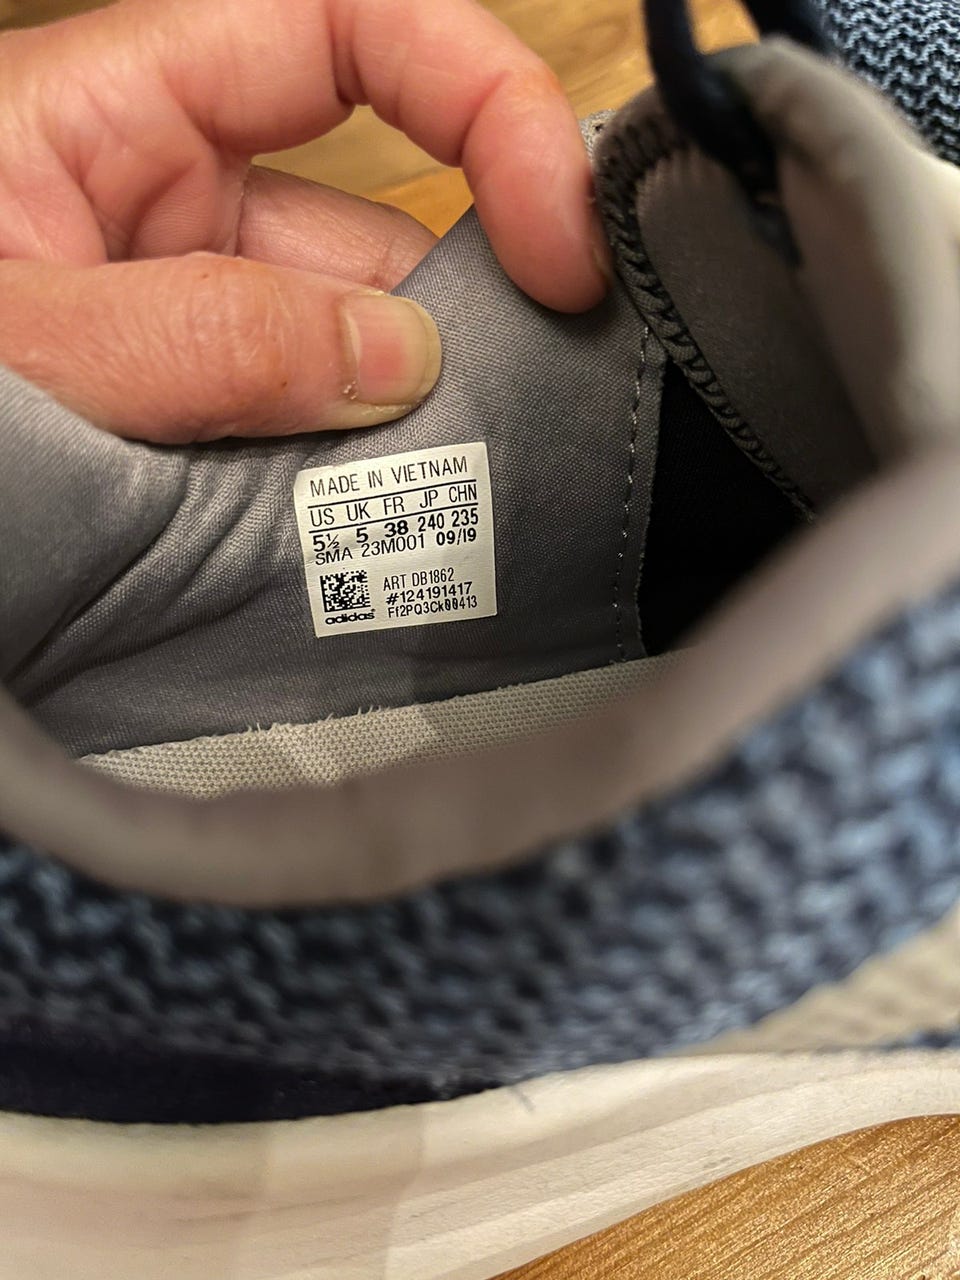 MADE IN VIETNAM
US UK FR JP CHN
5½ 5 38 240 235
SMA 23M001 09/19
ART DB1862
#124191417
Ff2PQ3Ck00413
adidas